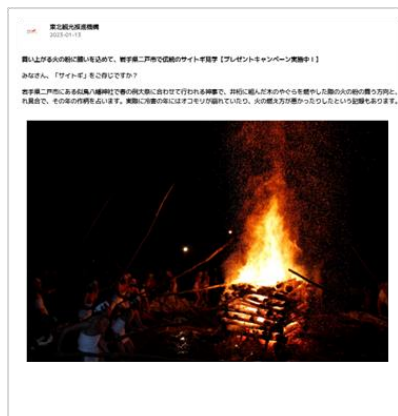 東北観光推進機構
2023-01-13
舞い上がる火の粉に願いを込めて、岩手県二戸市で伝統のサイトギ見学【プレゼントキャンペーン実施中！】
みなさん、「サイトギ」をご存じですか？
岩手県二戸市にある似鳥八幡神社で春の例大祭に合わせて行われる神事で、井桁に組んだ木のやぐらを燃やした際の火の粉の舞う方向と、
れ具合で、その年の作柄を占います。実際に冷害の年にはオコモリが崩れていたり、火の燃え方が悪かったりしたという記録もあります。